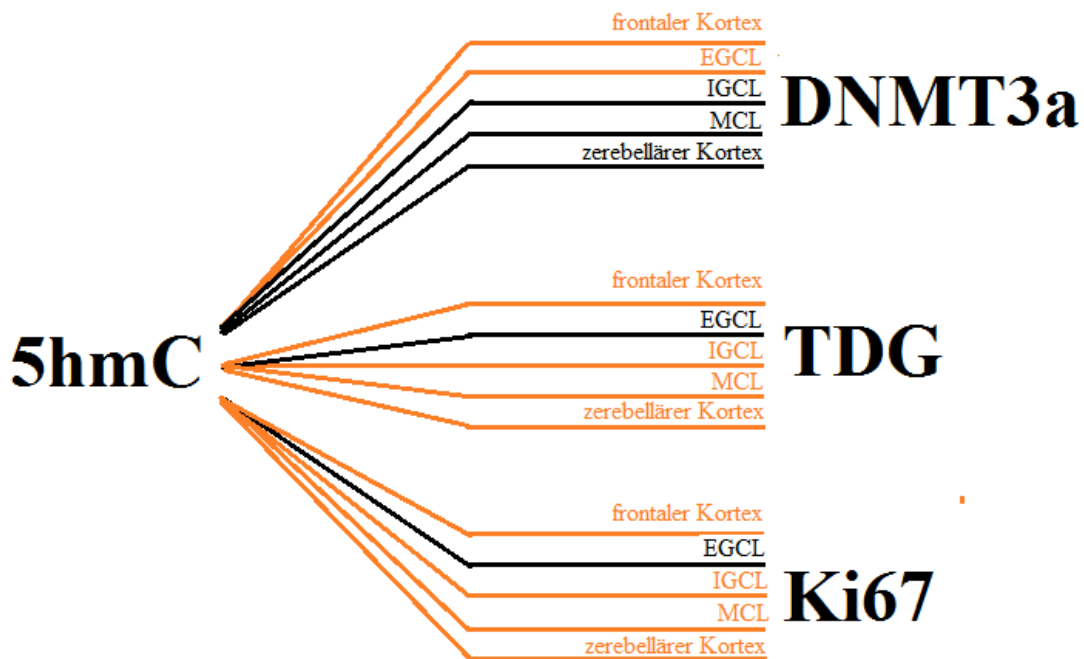 frontaler Kortex
EGCL
IGCL
MCL
zerebellärer Kortex
DNMT3a
5hmC
frontaler Kortex
EGCL
IGCL
MCL
zerebellärer Kortex
TDG
frontaler Kortex
EGCL
IGCL
MCL
zerebellärer Kortex
Ki67